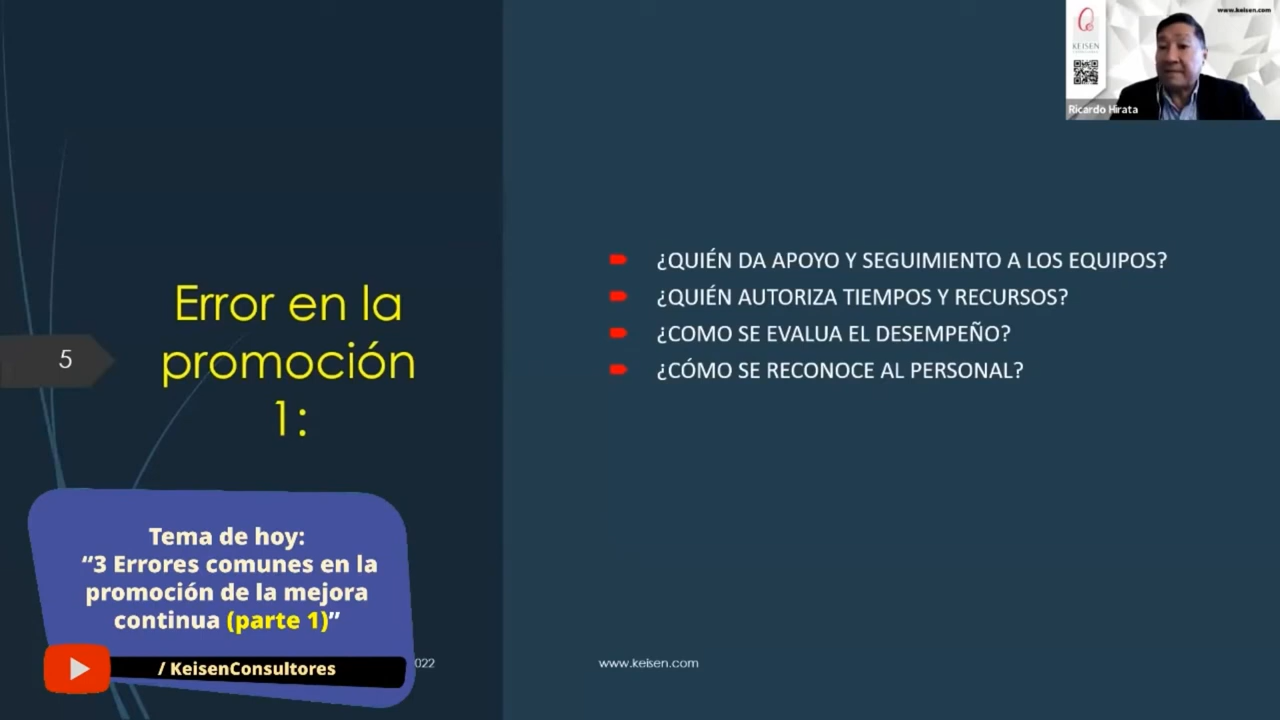 www.keisen.com
KEISEN
Ricardo Hirata
Error en la
promoción
1:
5
¿QUIÉN DA APOYO Y SEGUIMIENTO A LOS EQUIPOS?
¿QUIÉN AUTORIZA TIEMPOS Y RECURSOS?
¿COMO SE EVALUA EL DESEMPEÑO?
¿CÓMO SE RECONOCE AL PERSONAL?
Tema de hoy:
“3 Errores comunes en la
promoción de la mejora
continua (parte 1)”
/ KeisenConsultores
022
www.keisen.com